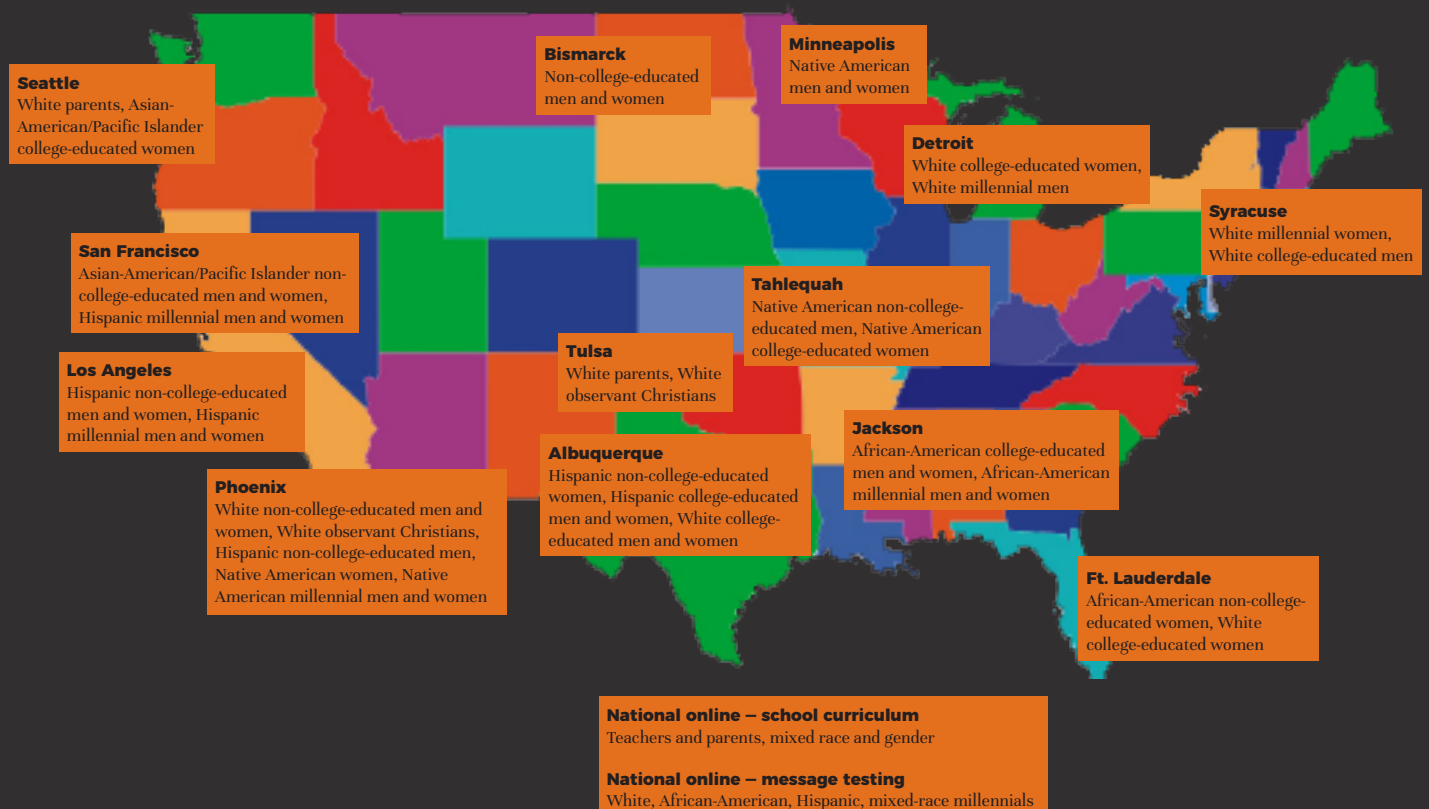 Seattle
White parents, Asian-
American/Pacific Islander
college-educated women
Bismarck
Non-college-educated
men and women
Minneapolis
Native American
men and women
Detroit
White college-educated women,
White millennial men
Syracuse
White millennial women,
White college-educated men
San Francisco
Asian-American/Pacific Islander non-
college-educated men and women,
Hispanic millennial men and women
Tahlequah
Native American non-college-
educated men, Native American
college-educated women
Los Angeles
Hispanic non-college-educated
men and women, Hispanic
millennial men and women
Tulsa
White parents, White
observant Christians
Albuquerque
Hispanic non-college-educated
women, Hispanic college-educated
men and women, White college-
educated men and women
Jackson
African-American college-educated
men and women, African-American
millennial men and women
Phoenix
White non-college-educated men and
women, White observant Christians,
Hispanic non-college-educated men,
Native American women, Native
American millennial men and women
Ft. Lauderdale
African-American non-college-
educated women, White
college-educated women
National online – school curriculum
Teachers and parents, mixed race and gender
National online – message testing
White, African-American, Hispanic, mixed-race millennials